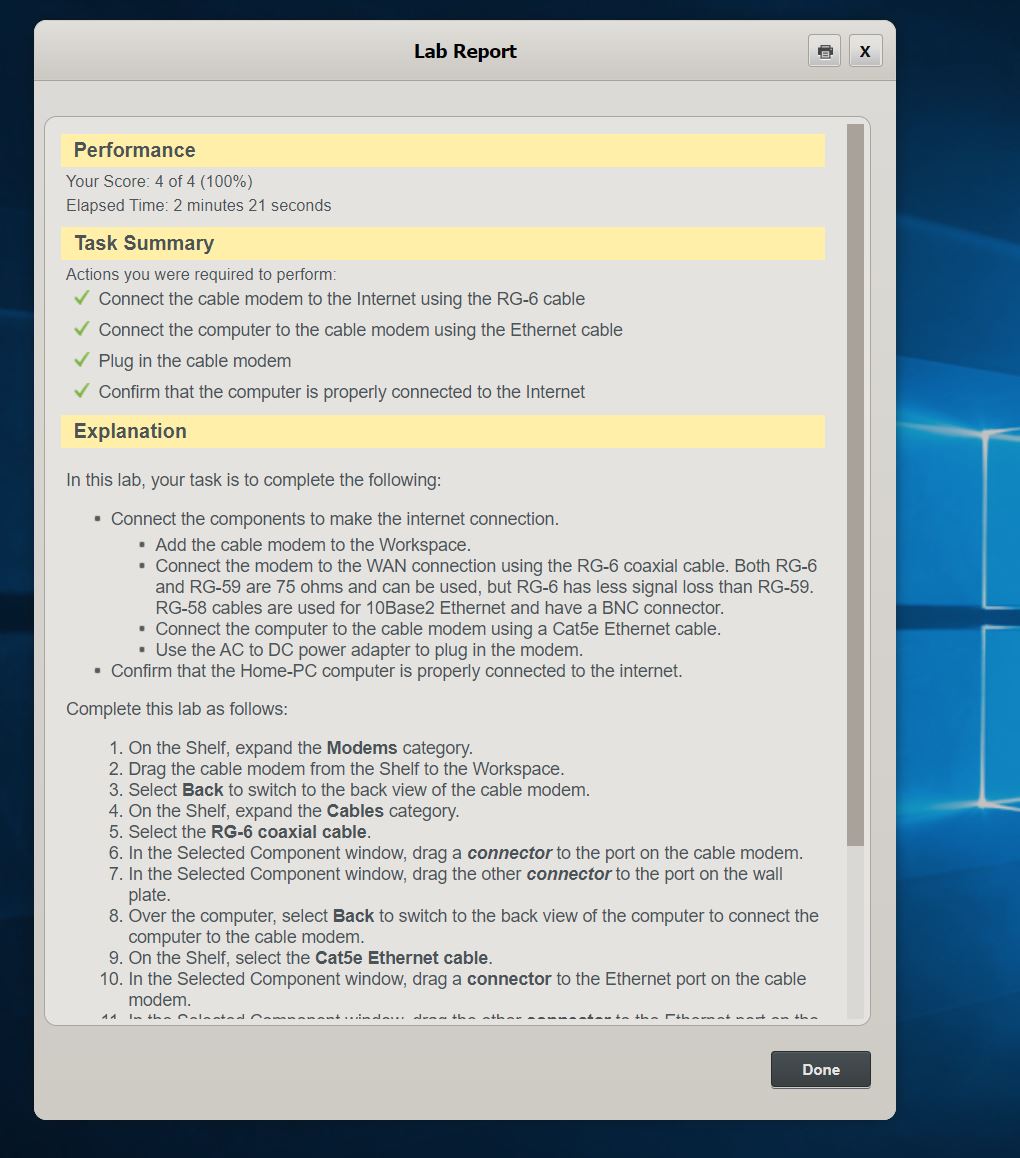 Lab Report
X
Performance
Your Score: 4 of 4 (100%)
Elapsed Time: 2 minutes 21 seconds
Task Summary
Actions you were required to perform:
Connect the cable modem to the Internet using the RG-6 cable
Connect the computer to the cable modem using the Ethernet cable
Plug in the cable modem
Confirm that the computer is properly connected to the Internet
Explanation
In this lab, your task is to complete the following:
Connect the components to make the internet connection.
Add the cable modem to the Workspace.
Connect the modem to the WAN connection using the RG-6 coaxial cable. Both RG-6
and RG-59 are 75 ohms and can be used, but RG-6 has less signal loss than RG-59.
RG-58 cables are used for 10Base2 Ethernet and have a BNC connector.
Connect the computer to the cable modem using a Cat5e Ethernet cable.
Use the AC to DC power adapter to plug in the modem.
Confirm that the Home-PC computer is properly connected to the internet.
Complete this lab as follows:
1. On the Shelf, expand the Modems category.
2. Drag the cable modem from the Shelf to the Workspace.
3. Select Back to switch to the back view of the cable modem.
4. On the Shelf, expand the Cables category.
5. Select the RG-6 coaxial cable.
6. In the Selected Component window, drag a connector to the port on the cable modem.
7. In the Selected Component window, drag the other connector to the port on the wall
plate.
8. Over the computer, select Back to switch to the back view of the computer to connect the
computer to the cable modem.
9. On the Shelf, select the Cat5e Ethernet cable.
10. In the Selected Component window, drag a connector to the Ethernet port on the cable
modem.
11. In the Selected Component window, drag the other connector to the Ethernet port on the
Done